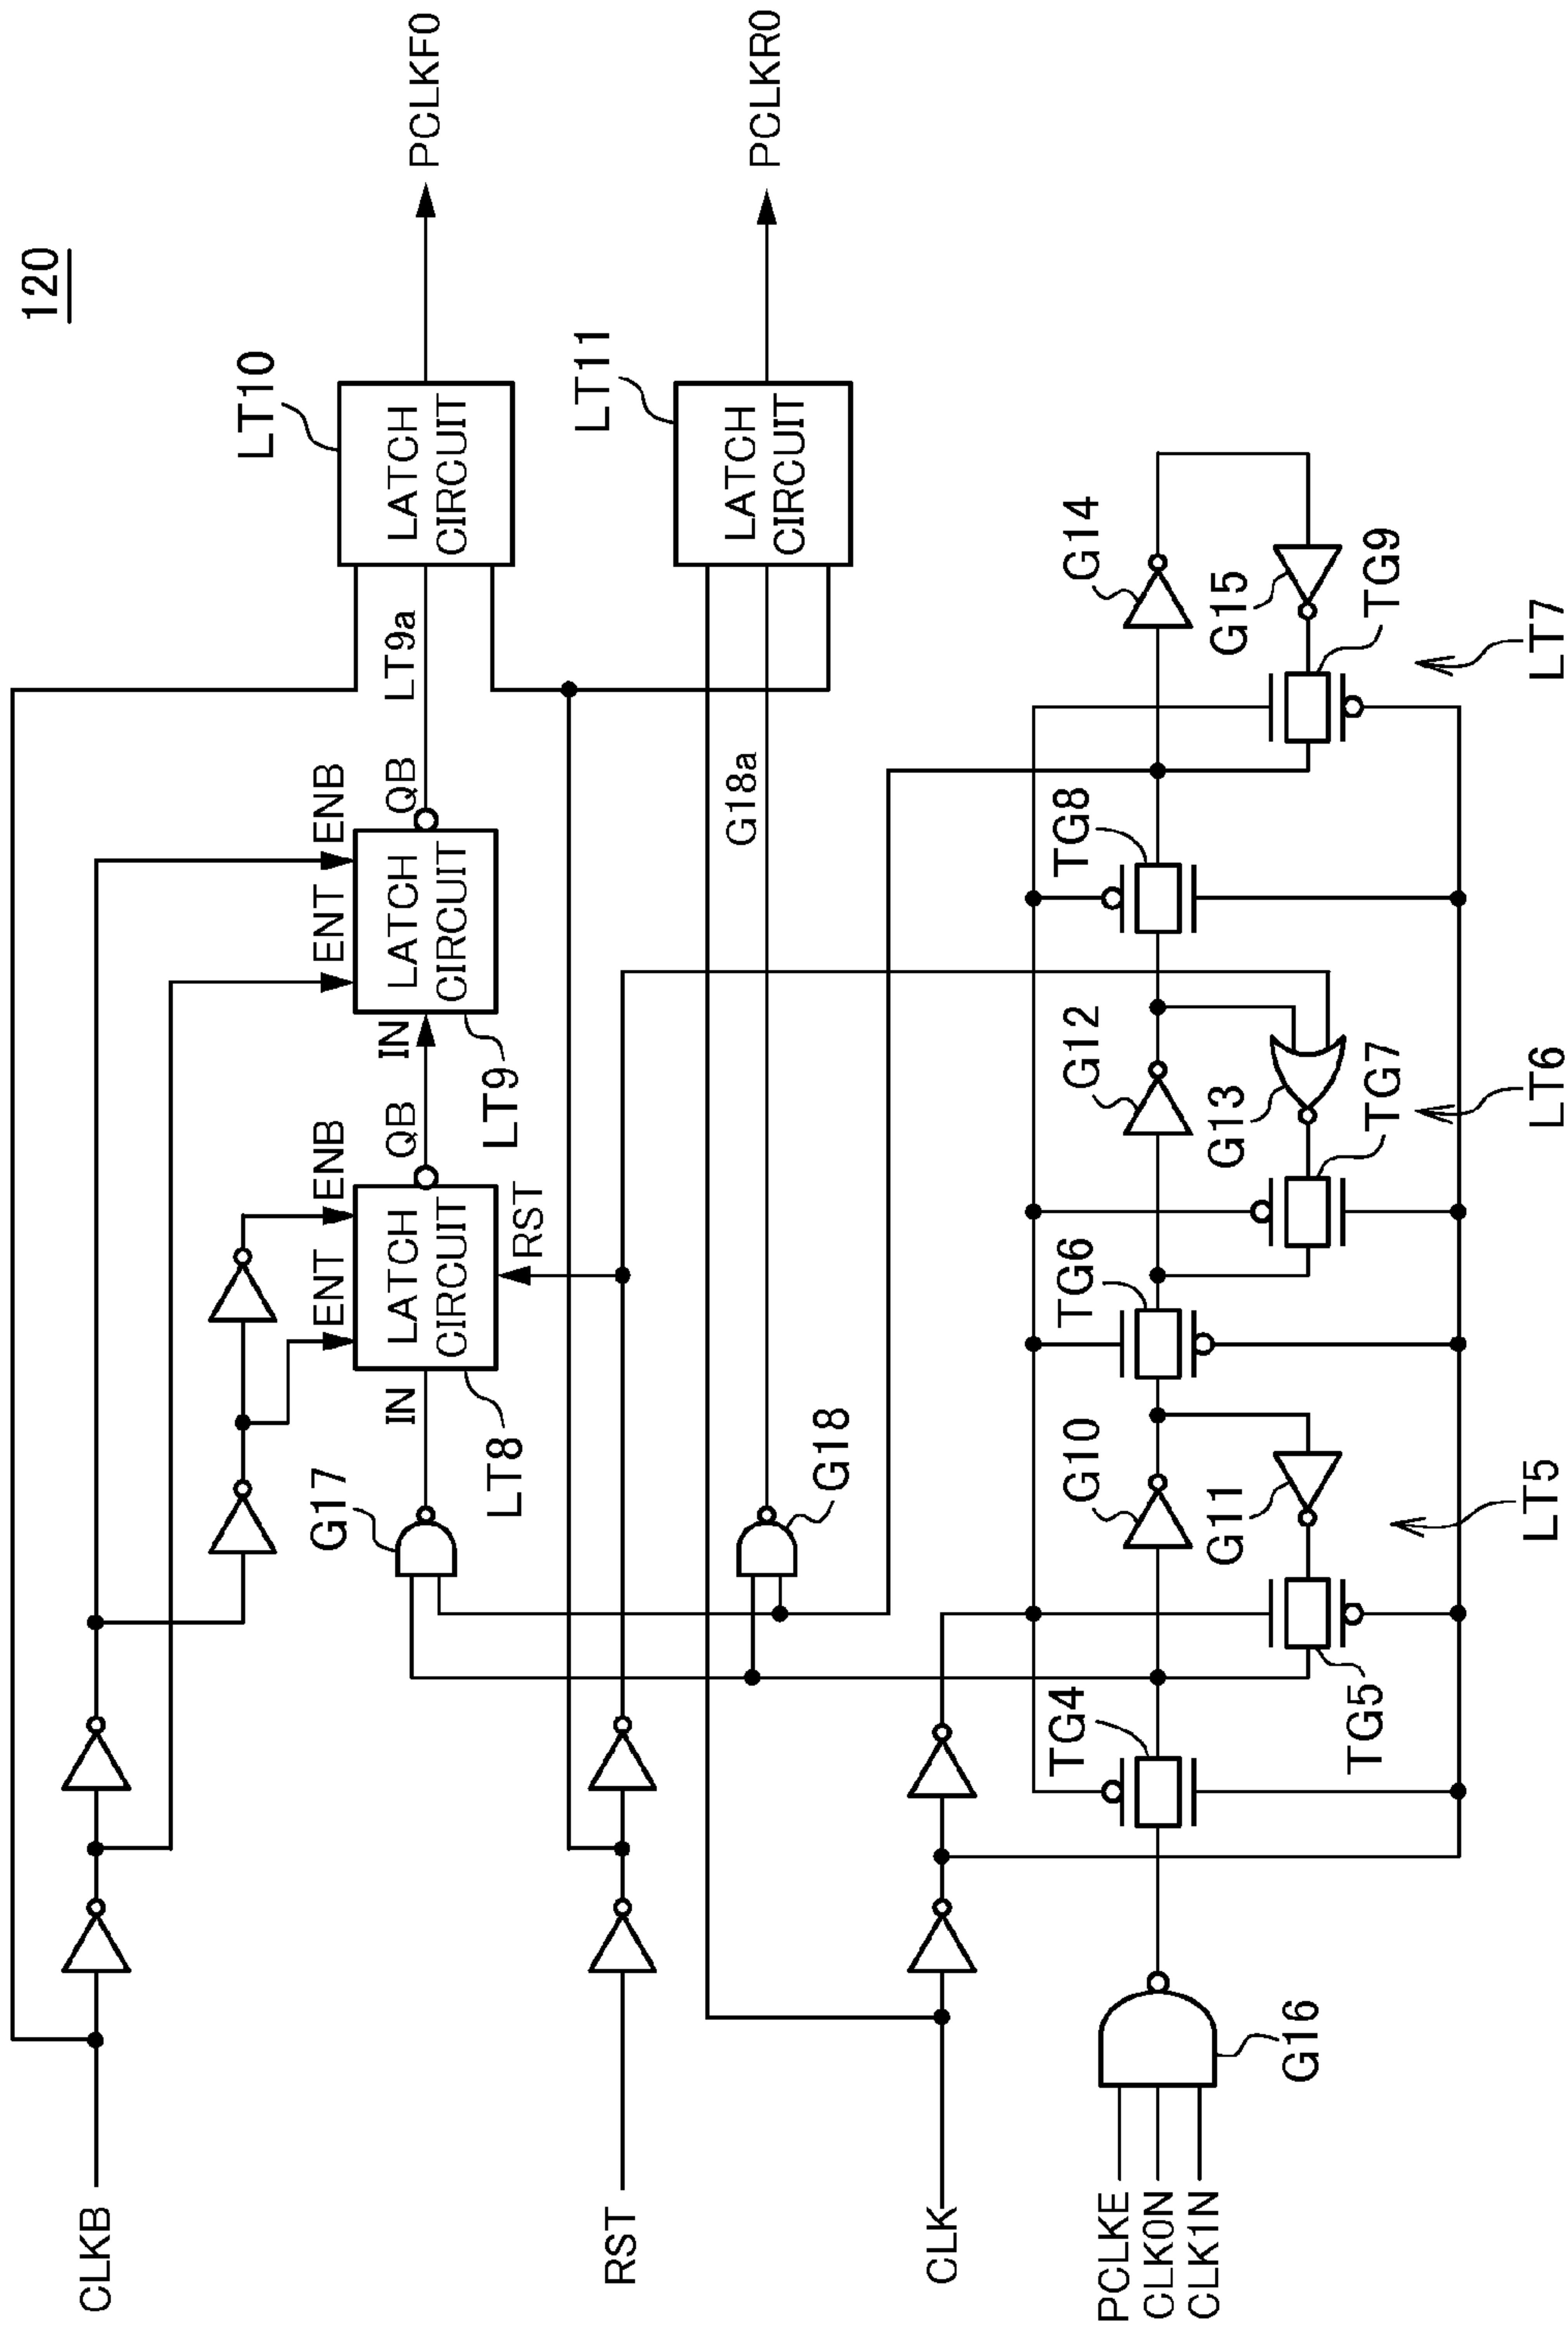 120
CLKB
RST
CLK
PCLKE
CLK0N
CLK1N
G16
PCLKF0
PCLKR0
LT10
LATCH
CIRCUIT
LT11
LATCH
CIRCUIT
LT9a
G18a
QB
ENB
ENT
LATCH
CIRCUIT
IN
LT9
QB
ENB
ENT
LATCH
CIRCUIT
RST
IN
LT8
G17
G18
TG4
TG5
G10
G11
LT5
TG6
TG7
G12
G13
LT6
TG8
TG9
G14
G15
LT7